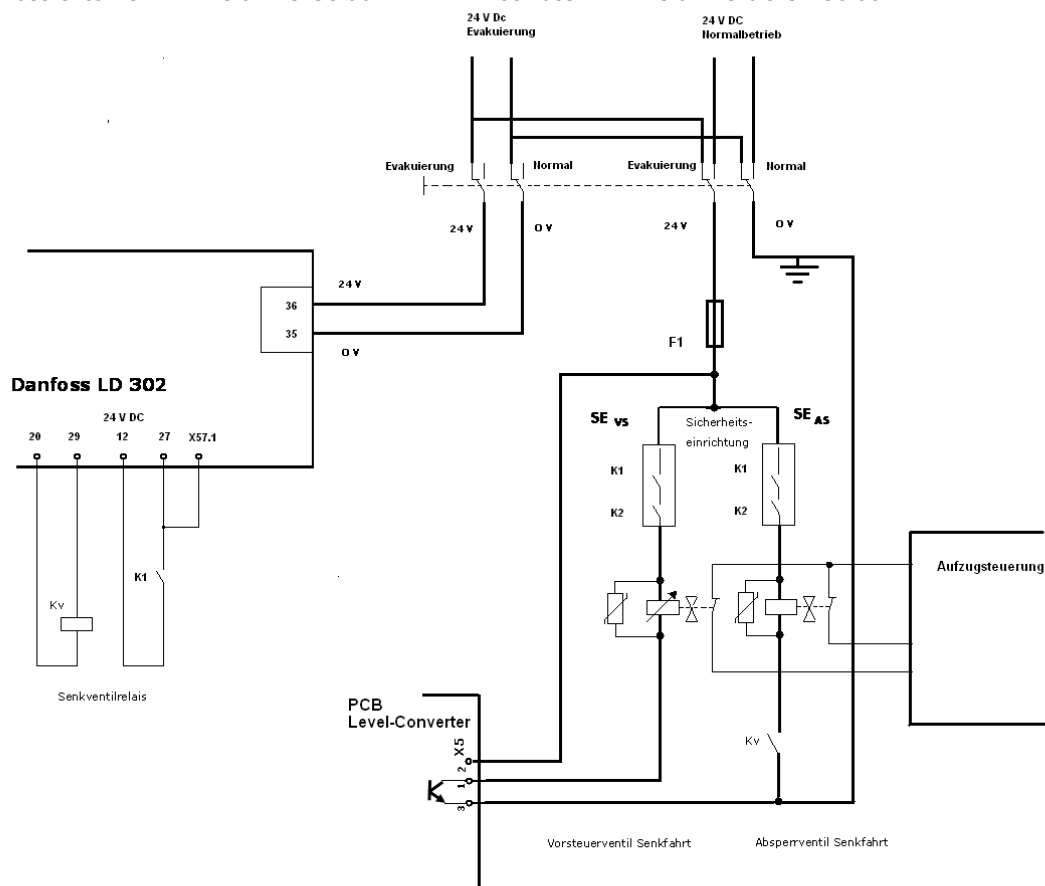 24 V Dc
Evakuierung
24 V DC
Normalbetrieb
Evakuierung
Normal
Evakuierung
Normal
24 V
0 V
24 V
0 V
24 V
36
35
0 V
F1
Danfoss LD 302
24 V DC
20
29
12
27
X57.1
SE VS
Sicherheits-
einrichtung
SE AS
K1
K1
K2
K2
Aufzugsteuerung
K1
Kv
Senkventilrelais
PCB
Level-Converter
X5
2
1
3
Kv
Vorsteuerventil Senkfahrt
Absperrventil Senkfahrt